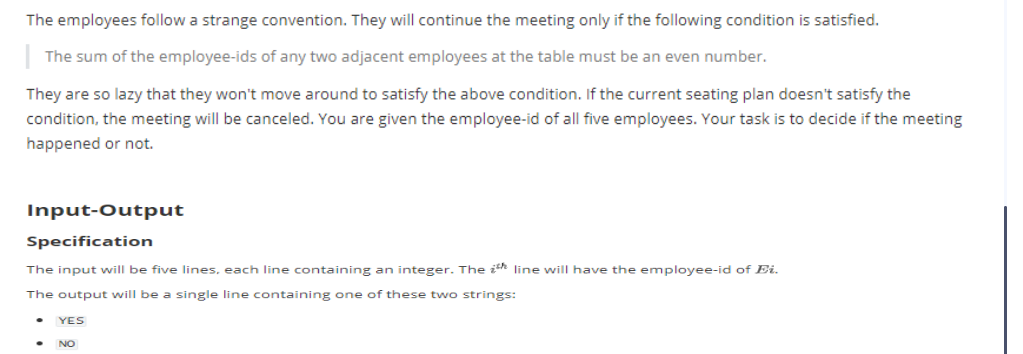 The employees follow a strange convention. They will continue the meeting only if the following condition is satisfied.
The sum of the employee-ids of any two adjacent employees at the table must be an even number.
They are so lazy that they won't move around to satisfy the above condition. If the current seating plan doesn't satisfy the
condition, the meeting will be canceled. You are given the employee-id of all five employees. Your task is to decide if the meeting
happened or not.
Input-Output
Specification
The input will be five lines, each line containing an integer. The iᵗʰ line will have the employee-id of Ei.
The output will be a single line containing one of these two strings:
• YES
• NO